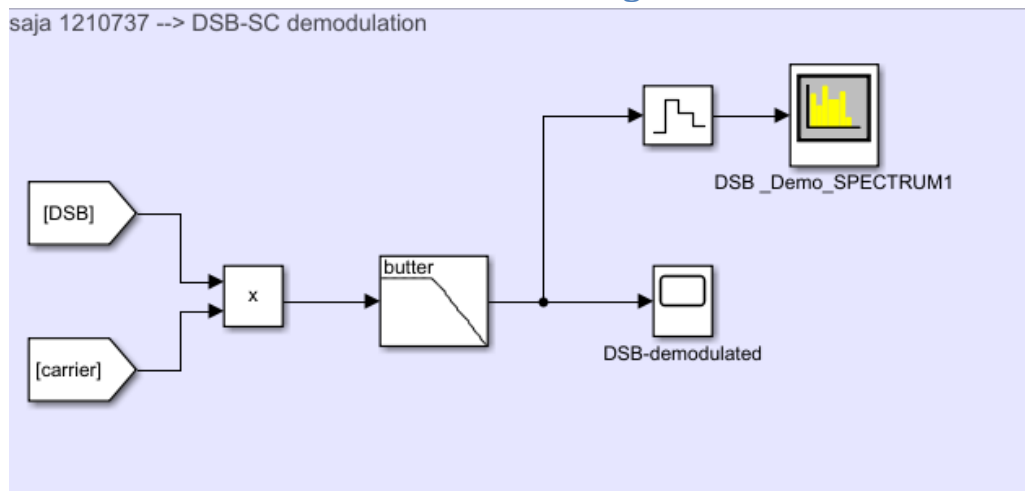 saja 1210737 --> DSB-SC demodulation
DSB _Demo_SPECTRUM1
[DSB]
butter
x
DSB-demodulated
[carrier]